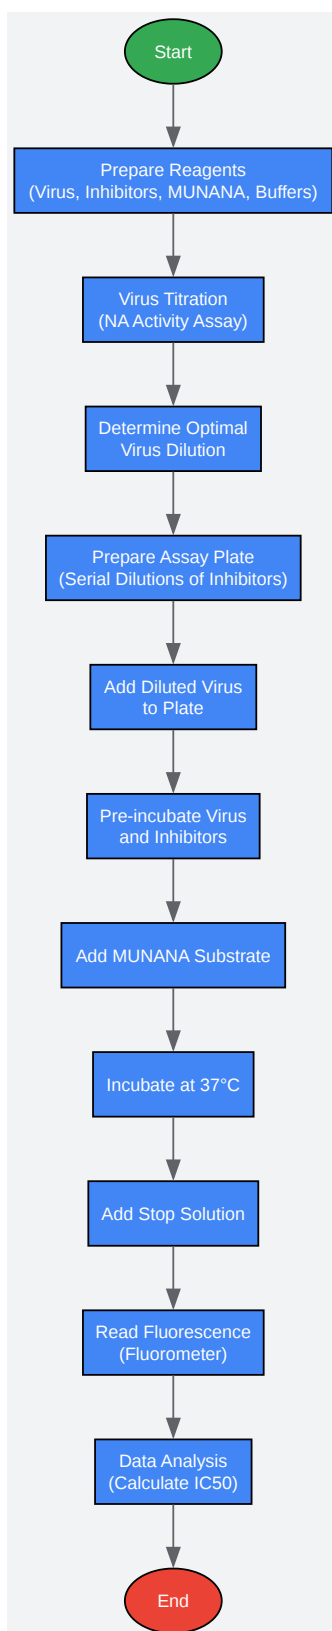 Start
Prepare Reagents
(Virus, Inhibitors, MUNANA, Buffers)
Virus Titration
(NA Activity Assay)
Determine Optimal
Virus Dilution
Prepare Assay Plate
(Serial Dilutions of Inhibitors)
Add Diluted Virus
to Plate
Pre-incubate Virus
and Inhibitors
Add MUNANA Substrate
Incubate at 37°C
Add Stop Solution
Read Fluorescence
(Fluorometer)
Data Analysis
(Calculate IC50)
End